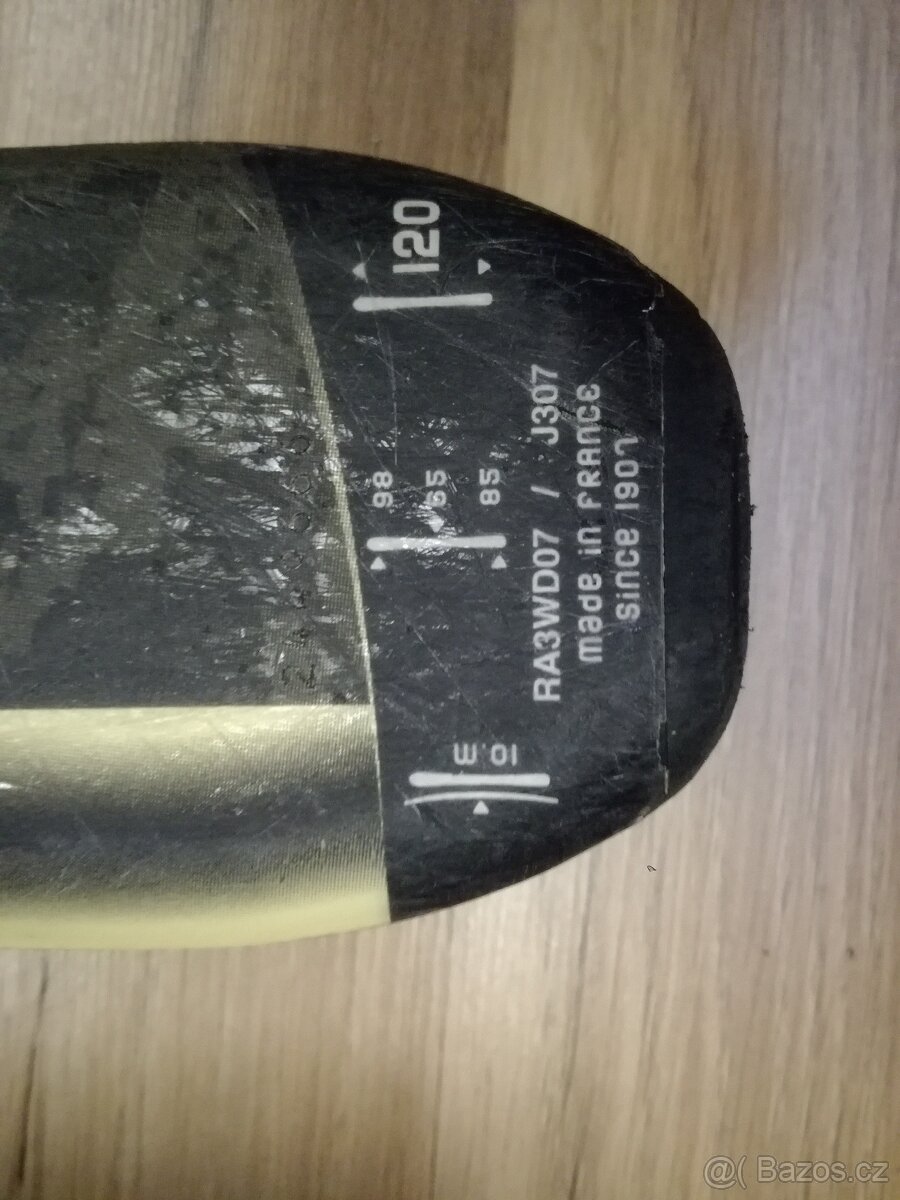 120
98
65
85
RA3WD07 / J307
made in FRANCE
since 1907
10 m
@( Bazos.cz